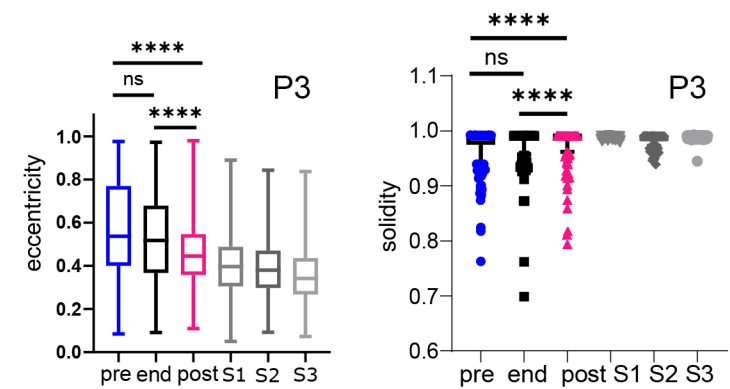 ****
ns
P3
****
eccentricity
1.0
0.8
0.6
0.4
0.2
0.0
pre end post S1 S2 S3
****
ns
P3
****
solidity
1.1
1.0
0.9
0.8
0.7
0.6
pre end post S1 S2 S3